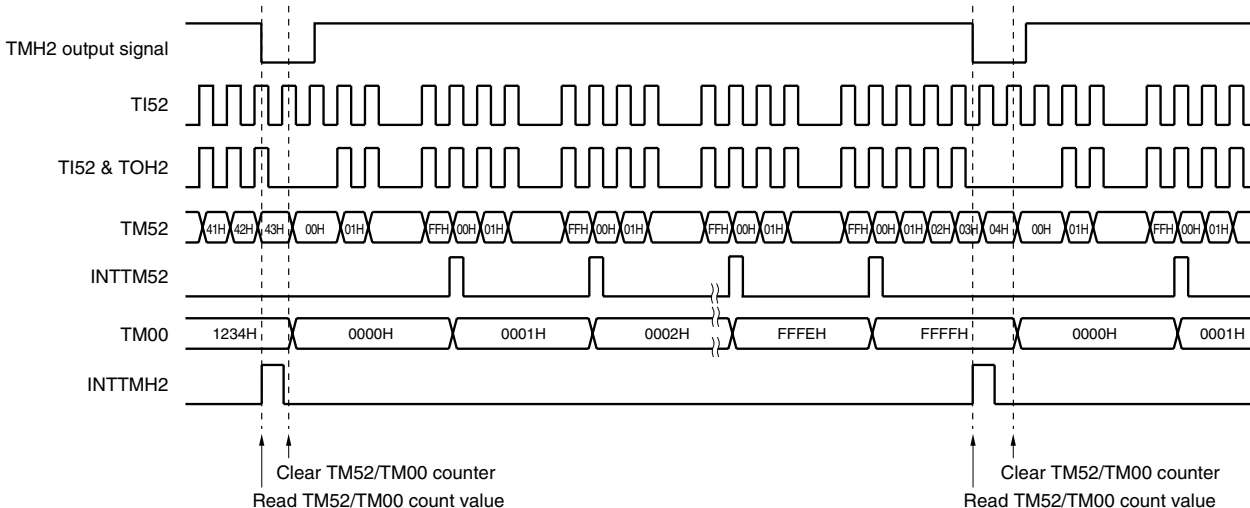 TMH2 output signal
TI52
TI52 & TOH2
TM52 41H 42H 43H 00H 01H FFH 00H 01H FFH 00H 01H FFH 00H 01H FFH 00H 01H 02H 03H 04H 00H 01H FFH 00H 01H
INTTM52
TM00 1234H 0000H 0001H 0002H FFFEH FFFFH 0000H 0001H
INTTMH2
Clear TM52/TM00 counter Clear TM52/TM00 counter
Read TM52/TM00 count value Read TM52/TM00 count value